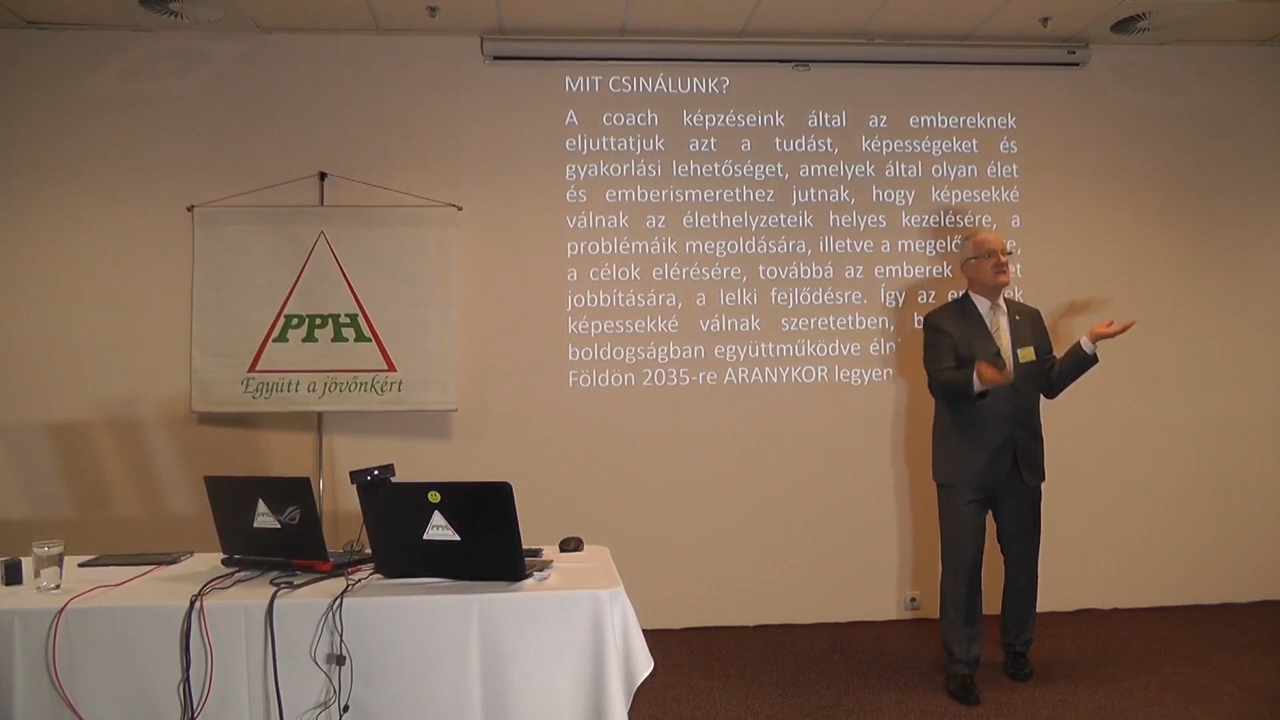 MIT CSINÁLUNK?
A coach képzéseink által az embereknek
eljuttatjuk azt a tudást, képességeket és
gyakorlási lehetőséget, amelyek által olyan élet
és emberismerethez jutnak, hogy képesekké
válnak az élethelyzeteik helyes kezelésére, a
problémáik megoldására, illetve a
a célok elérésére, továbbá az emberek
jobbítására, a lelki fejlődésre. Így az
képessekké válnak szeretetben,
boldogságban együttműködve
Földön 2035-re ARANYKOR
PPH
Együtt a jövőnkért